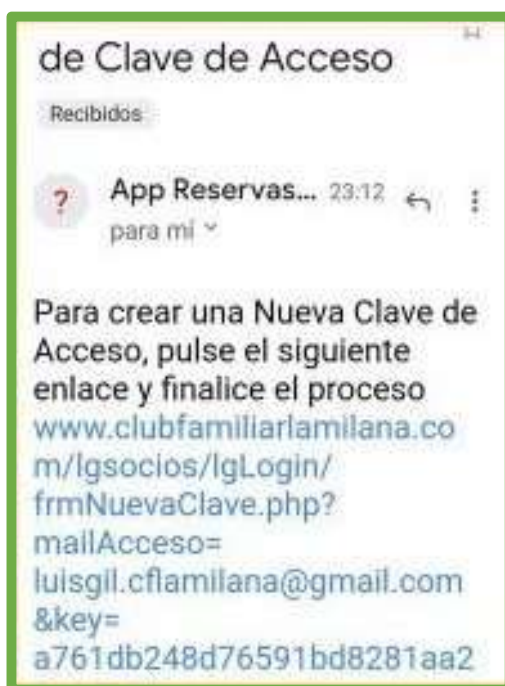 de Clave de Acceso
Recibidos
?
App Reservas... 23:12
para mí
Para crear una Nueva Clave de
Acceso, pulse el siguiente
enlace y finalice el proceso
www.clubfamiliarlamilana.co
m/lgsocios/lgLogin/
frmNuevaClave.php?
mailAcceso=
luisgil.cflamilana@gmail.com
&key=
a761db248d76591bd8281aa2